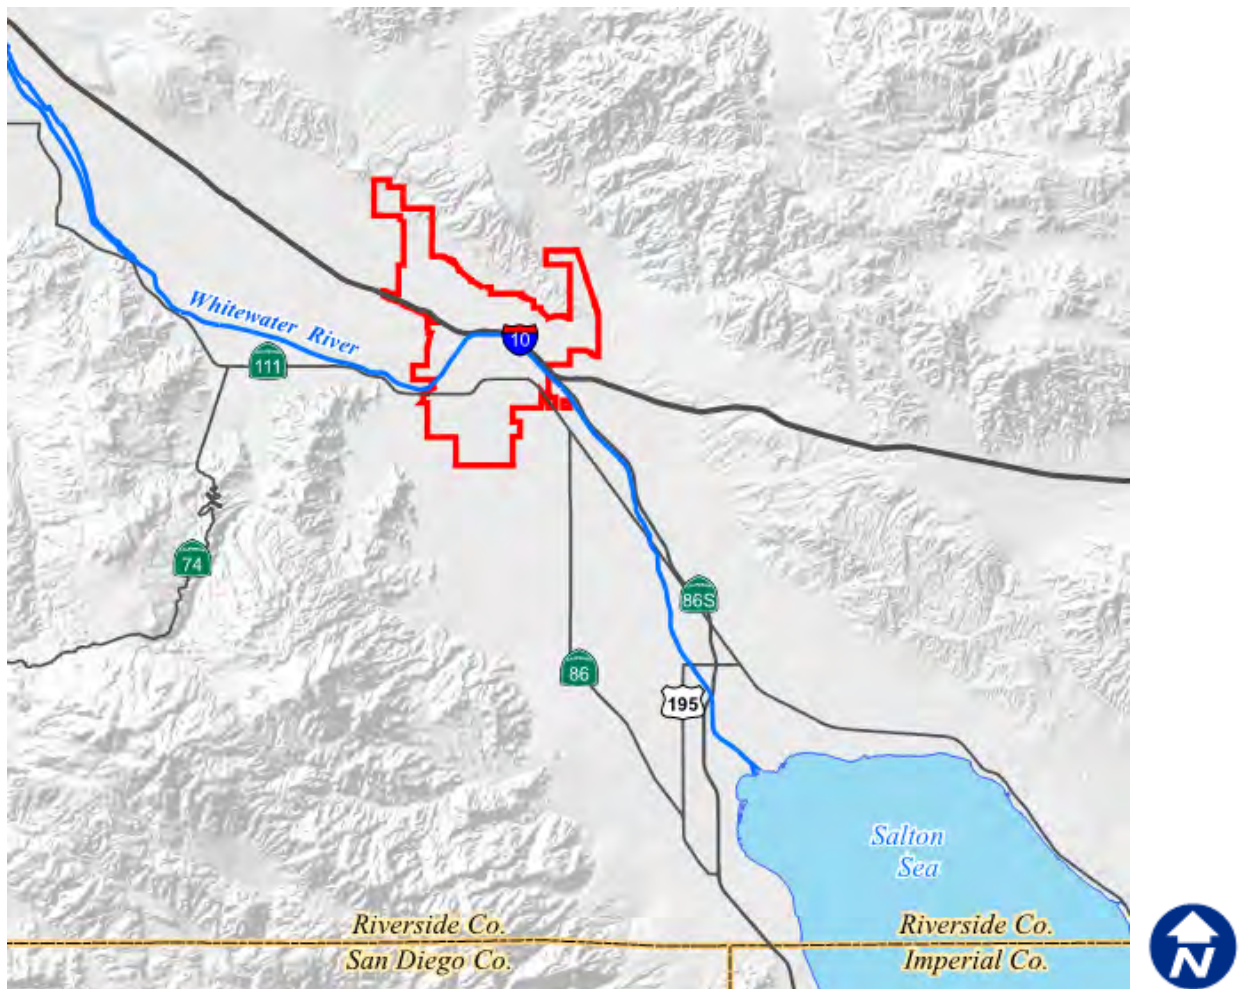 Whitewater River
10
111
74
86S
86
195
Salton
Sea
Riverside Co.
Riverside Co.
San Diego Co.
Imperial Co.
N